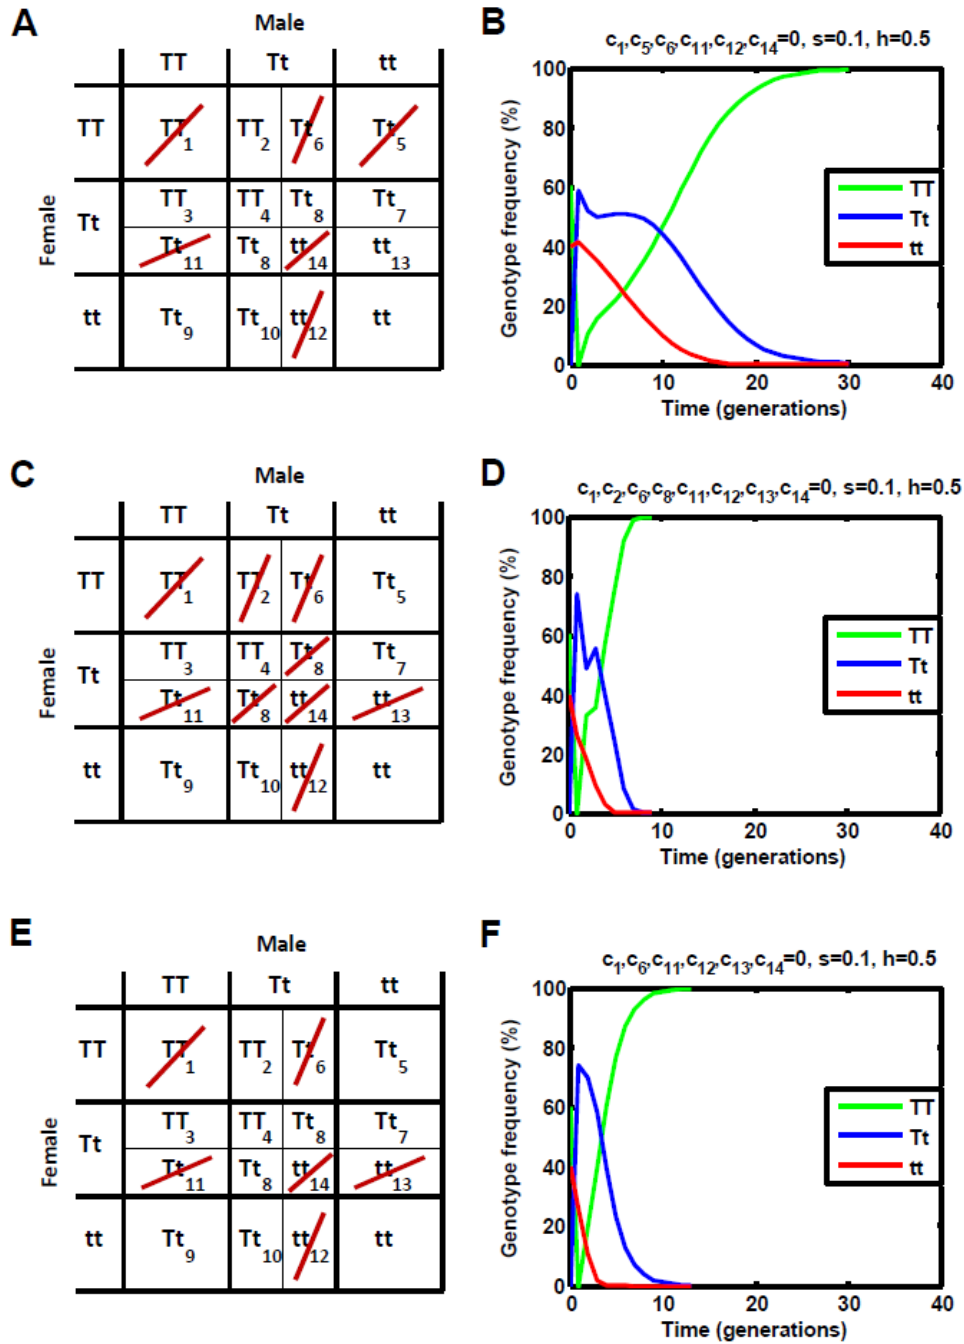 A
Male
TT Tt tt
Female
TT TT1 TT2 Tt6 Tt5
Tt TT3 TT4 Tt8 Tt7
Tt11 Tt8 tt14 tt13
tt Tt9 Tt10 tt12 tt
B
c1,c5,c6,c11,c12,c14=0, s=0.1, h=0.5
Genotype frequency (%)
100
80
60
40
20
0
TT
Tt
tt
0 10 20 30 40
Time (generations)
C
Male
TT Tt tt
Female
TT TT1 TT2 Tt6 Tt5
Tt TT3 TT4 Tt8 Tt7
Tt11 Tt8 tt14 tt13
tt Tt9 Tt10 tt12 tt
D
c1,c2,c6,c8,c11,c12,c13,c14=0, s=0.1, h=0.5
Genotype frequency (%)
100
80
60
40
20
0
TT
Tt
tt
0 10 20 30 40
Time (generations)
E
Male
TT Tt tt
Female
TT TT1 TT2 Tt6 Tt5
Tt TT3 TT4 Tt8 Tt7
Tt11 Tt8 tt14 tt13
tt Tt9 Tt10 tt12 tt
F
c1,c6,c11,c12,c13,c14=0, s=0.1, h=0.5
Genotype frequency (%)
100
80
60
40
20
0
TT
Tt
tt
0 10 20 30 40
Time (generations)